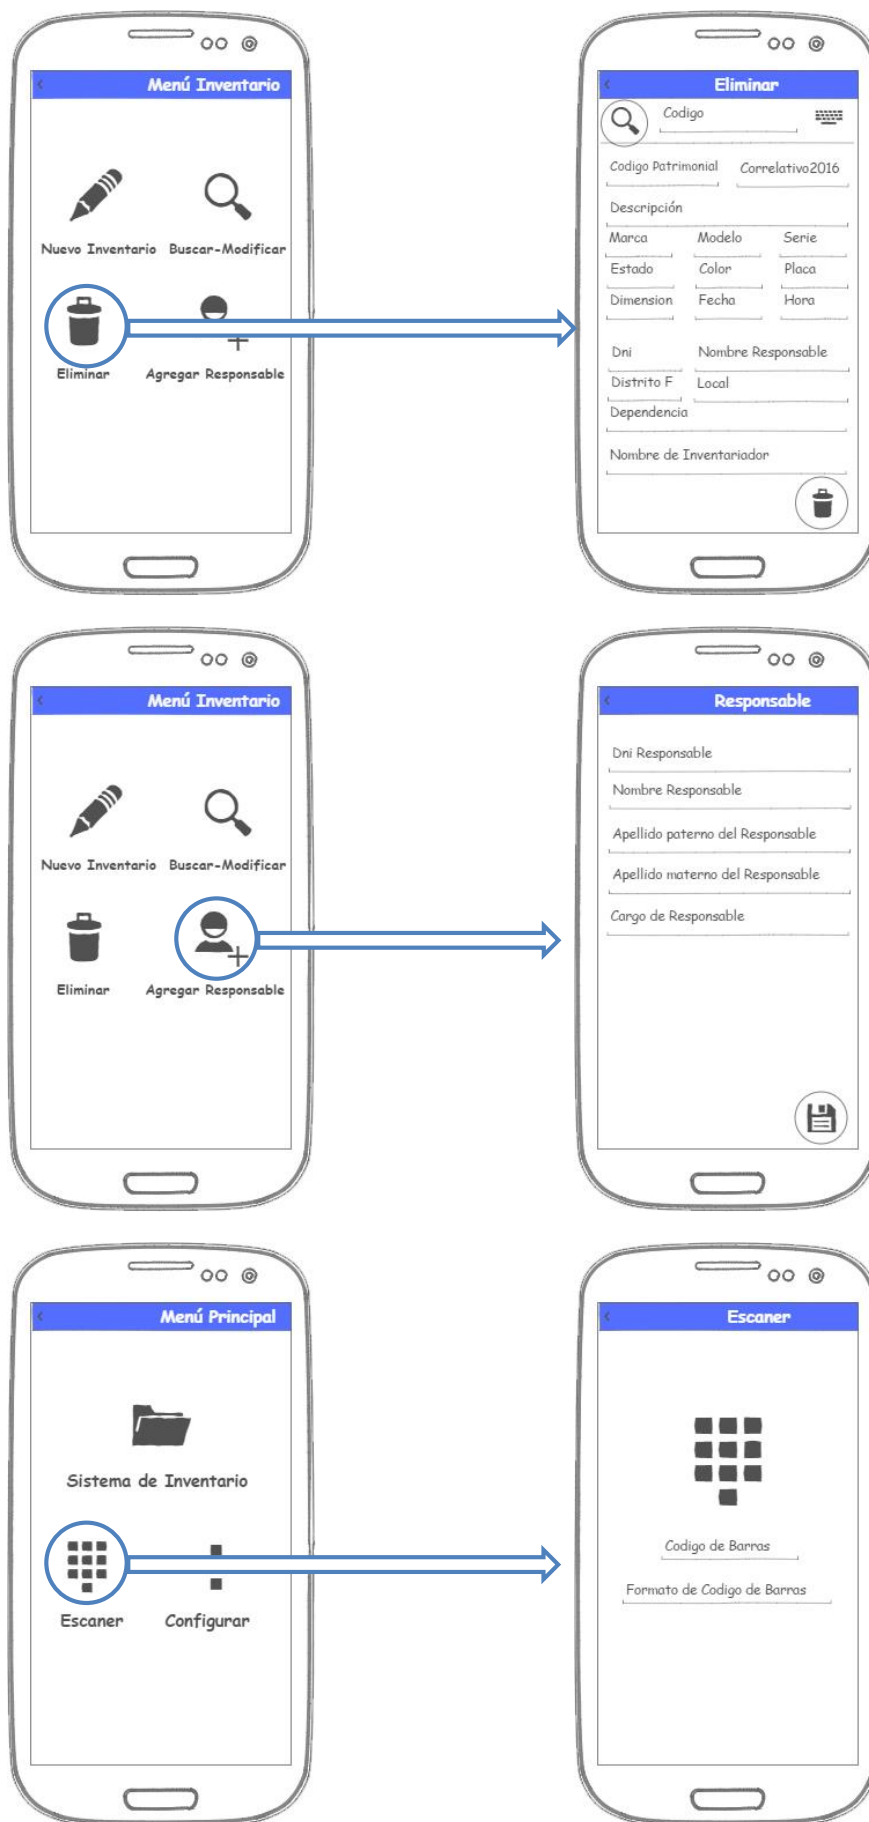 Menú Inventario
Nuevo Inventario Buscar-Modificar
Eliminar Agregar Responsable
Eliminar
Codigo
Codigo Patrimonial Correlativo2016
Descripción
Marca Modelo Serie
Estado Color Placa
Dimension Fecha Hora
Dni Nombre Responsable
Distrito F Local
Dependencia
Nombre de Inventariador
Menú Inventario
Nuevo Inventario Buscar-Modificar
Eliminar Agregar Responsable
Responsable
Dni Responsable
Nombre Responsable
Apellido paterno del Responsable
Apellido materno del Responsable
Cargo de Responsable
Menú Principal
Sistema de Inventario
Escaner Configurar
Escaner
Codigo de Barras
Formato de Codigo de Barras